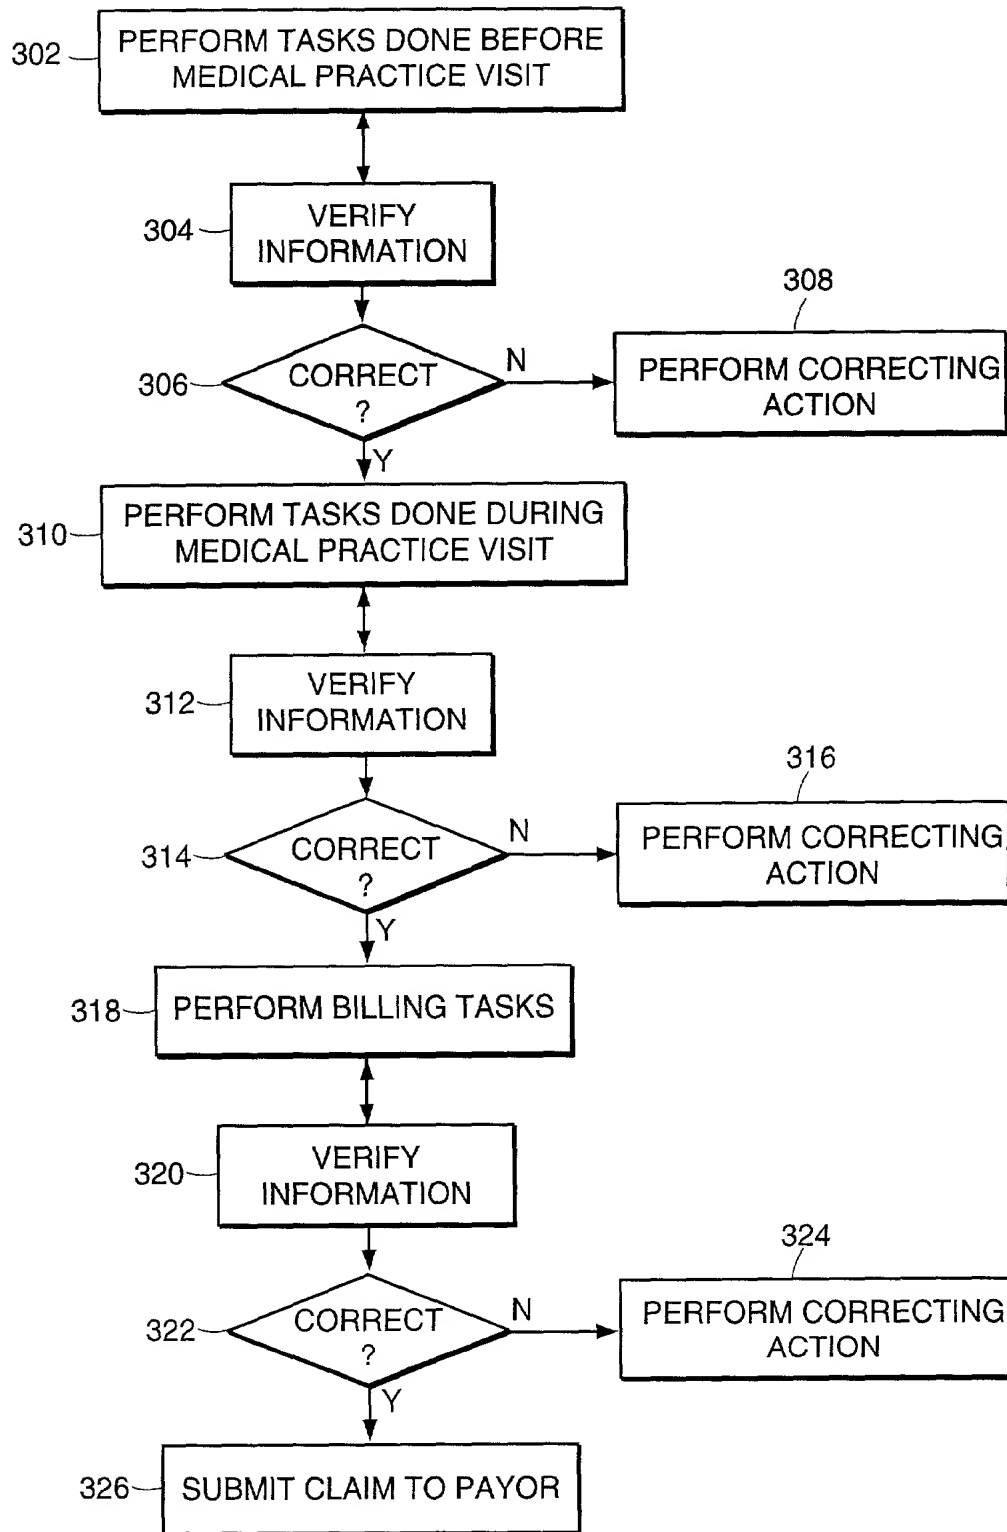 302
PERFORM TASKS DONE BEFORE
MEDICAL PRACTICE VISIT
304
VERIFY
INFORMATION
308
306
CORRECT
?
N
PERFORM CORRECTING
ACTION
Y
310
PERFORM TASKS DONE DURING
MEDICAL PRACTICE VISIT
312
VERIFY
INFORMATION
316
314
CORRECT
?
N
PERFORM CORRECTING
ACTION
Y
318
PERFORM BILLING TASKS
320
VERIFY
INFORMATION
324
322
CORRECT
?
N
PERFORM CORRECTING
ACTION
Y
326
SUBMIT CLAIM TO PAYOR